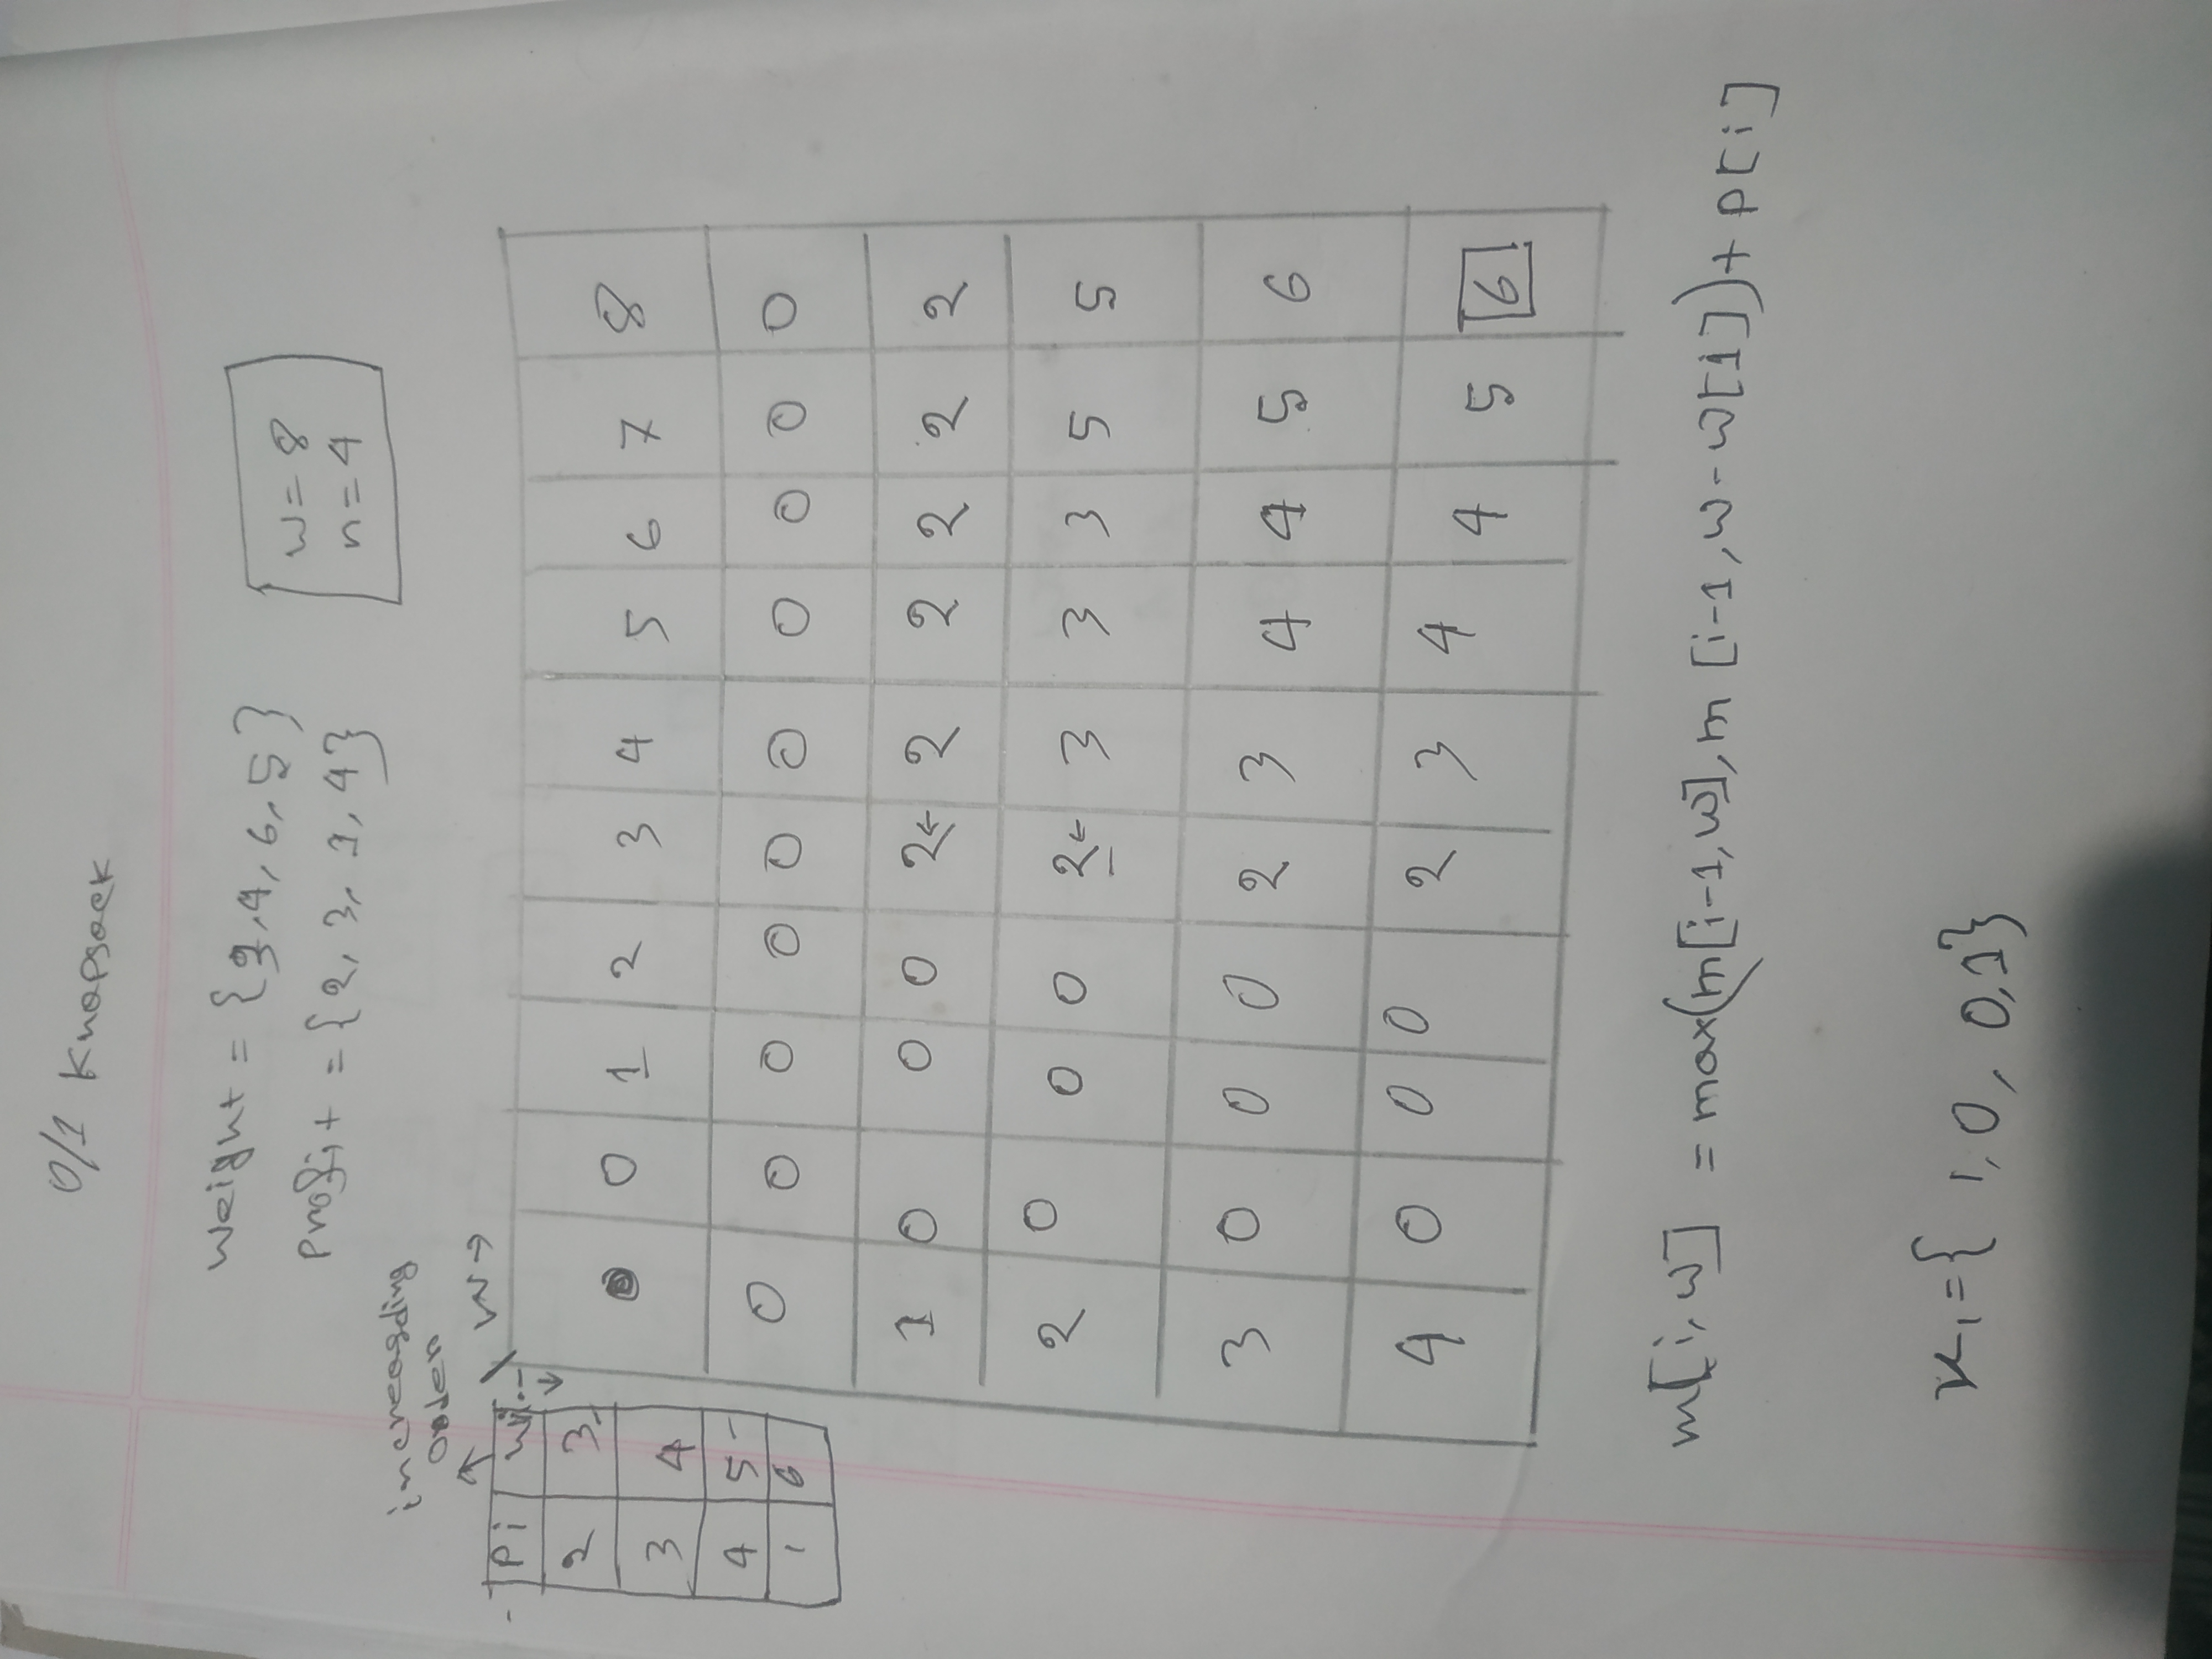 0/1 Knapsack
Weight = {3, 4, 6, 5}
Profit = {2, 3, 1, 4}
W = 8
n = 4
increasding
order
Pi Wi
2 3
3 4
4 5
1 6
W →
0 1 2 3 4 5 6 7 8
0 0 0 0 0 0 0 0 0 0
1 0 0 0 2← 2 2 2 2 2
2 0 0 0 2← 3 3 3 5 5
3 0 0 0 2 3 4 4 5 6
4 0 0 0 2 3 4 4 5 6
m[i, w] = max(m[i-1, w], m [i-1, w - w[1]) + P[i]
x1 = { 1, 0, 0, 1}